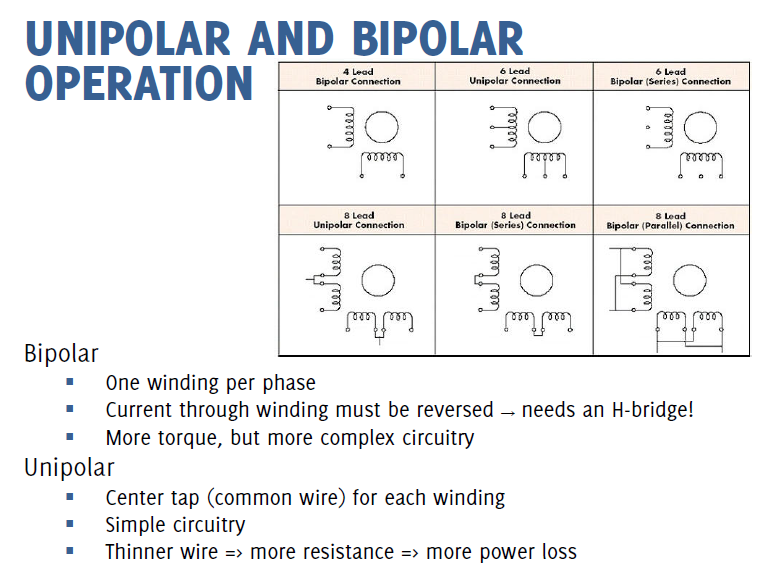 UNIPOLAR AND BIPOLAR
OPERATION
4 Lead
Bipolar Connection
6 Lead
Unipolar Connection
6 Lead
Bipolar (Series) Connection
8 Lead
Unipolar Connection
8 Lead
Bipolar (Series) Connection
8 Lead
Bipolar (Parallel) Connection
Bipolar
▪ One winding per phase
▪ Current through winding must be reversed → needs an H-bridge!
▪ More torque, but more complex circuitry
Unipolar
▪ Center tap (common wire) for each winding
▪ Simple circuitry
▪ Thinner wire => more resistance => more power loss